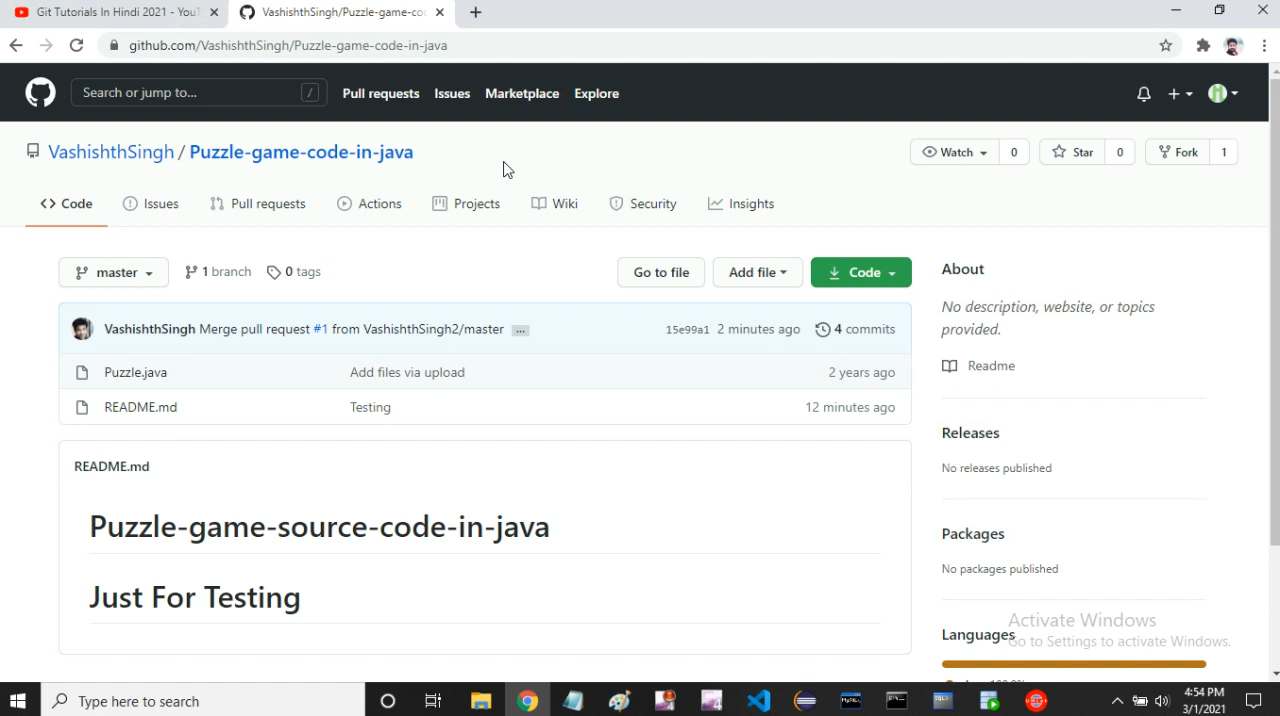 Git Tutorials In Hindi 2021 - YouT
VashishthSingh/Puzzle-game-co
github.com/VashishthSingh/Puzzle-game-code-in-java
Search or jump to... /
Pull requests Issues Marketplace Explore
VashishthSingh / Puzzle-game-code-in-java
Watch 0 Star 0 Fork 1
<> Code Issues Pull requests Actions Projects Wiki Security Insights
master 1 branch 0 tags Go to file Add file Code
About
No description, website, or topics
provided.
Readme
VashishthSingh Merge pull request #1 from VashishthSingh2/master ... 15e99a1 2 minutes ago 4 commits
Puzzle.java Add files via upload 2 years ago
README.md Testing 12 minutes ago
README.md
Puzzle-game-source-code-in-java
Just For Testing
Releases
No releases published
Packages
No packages published
Languages
Activate Windows
Go to Settings to activate Windows.
Type here to search
4:54 PM
3/1/2021